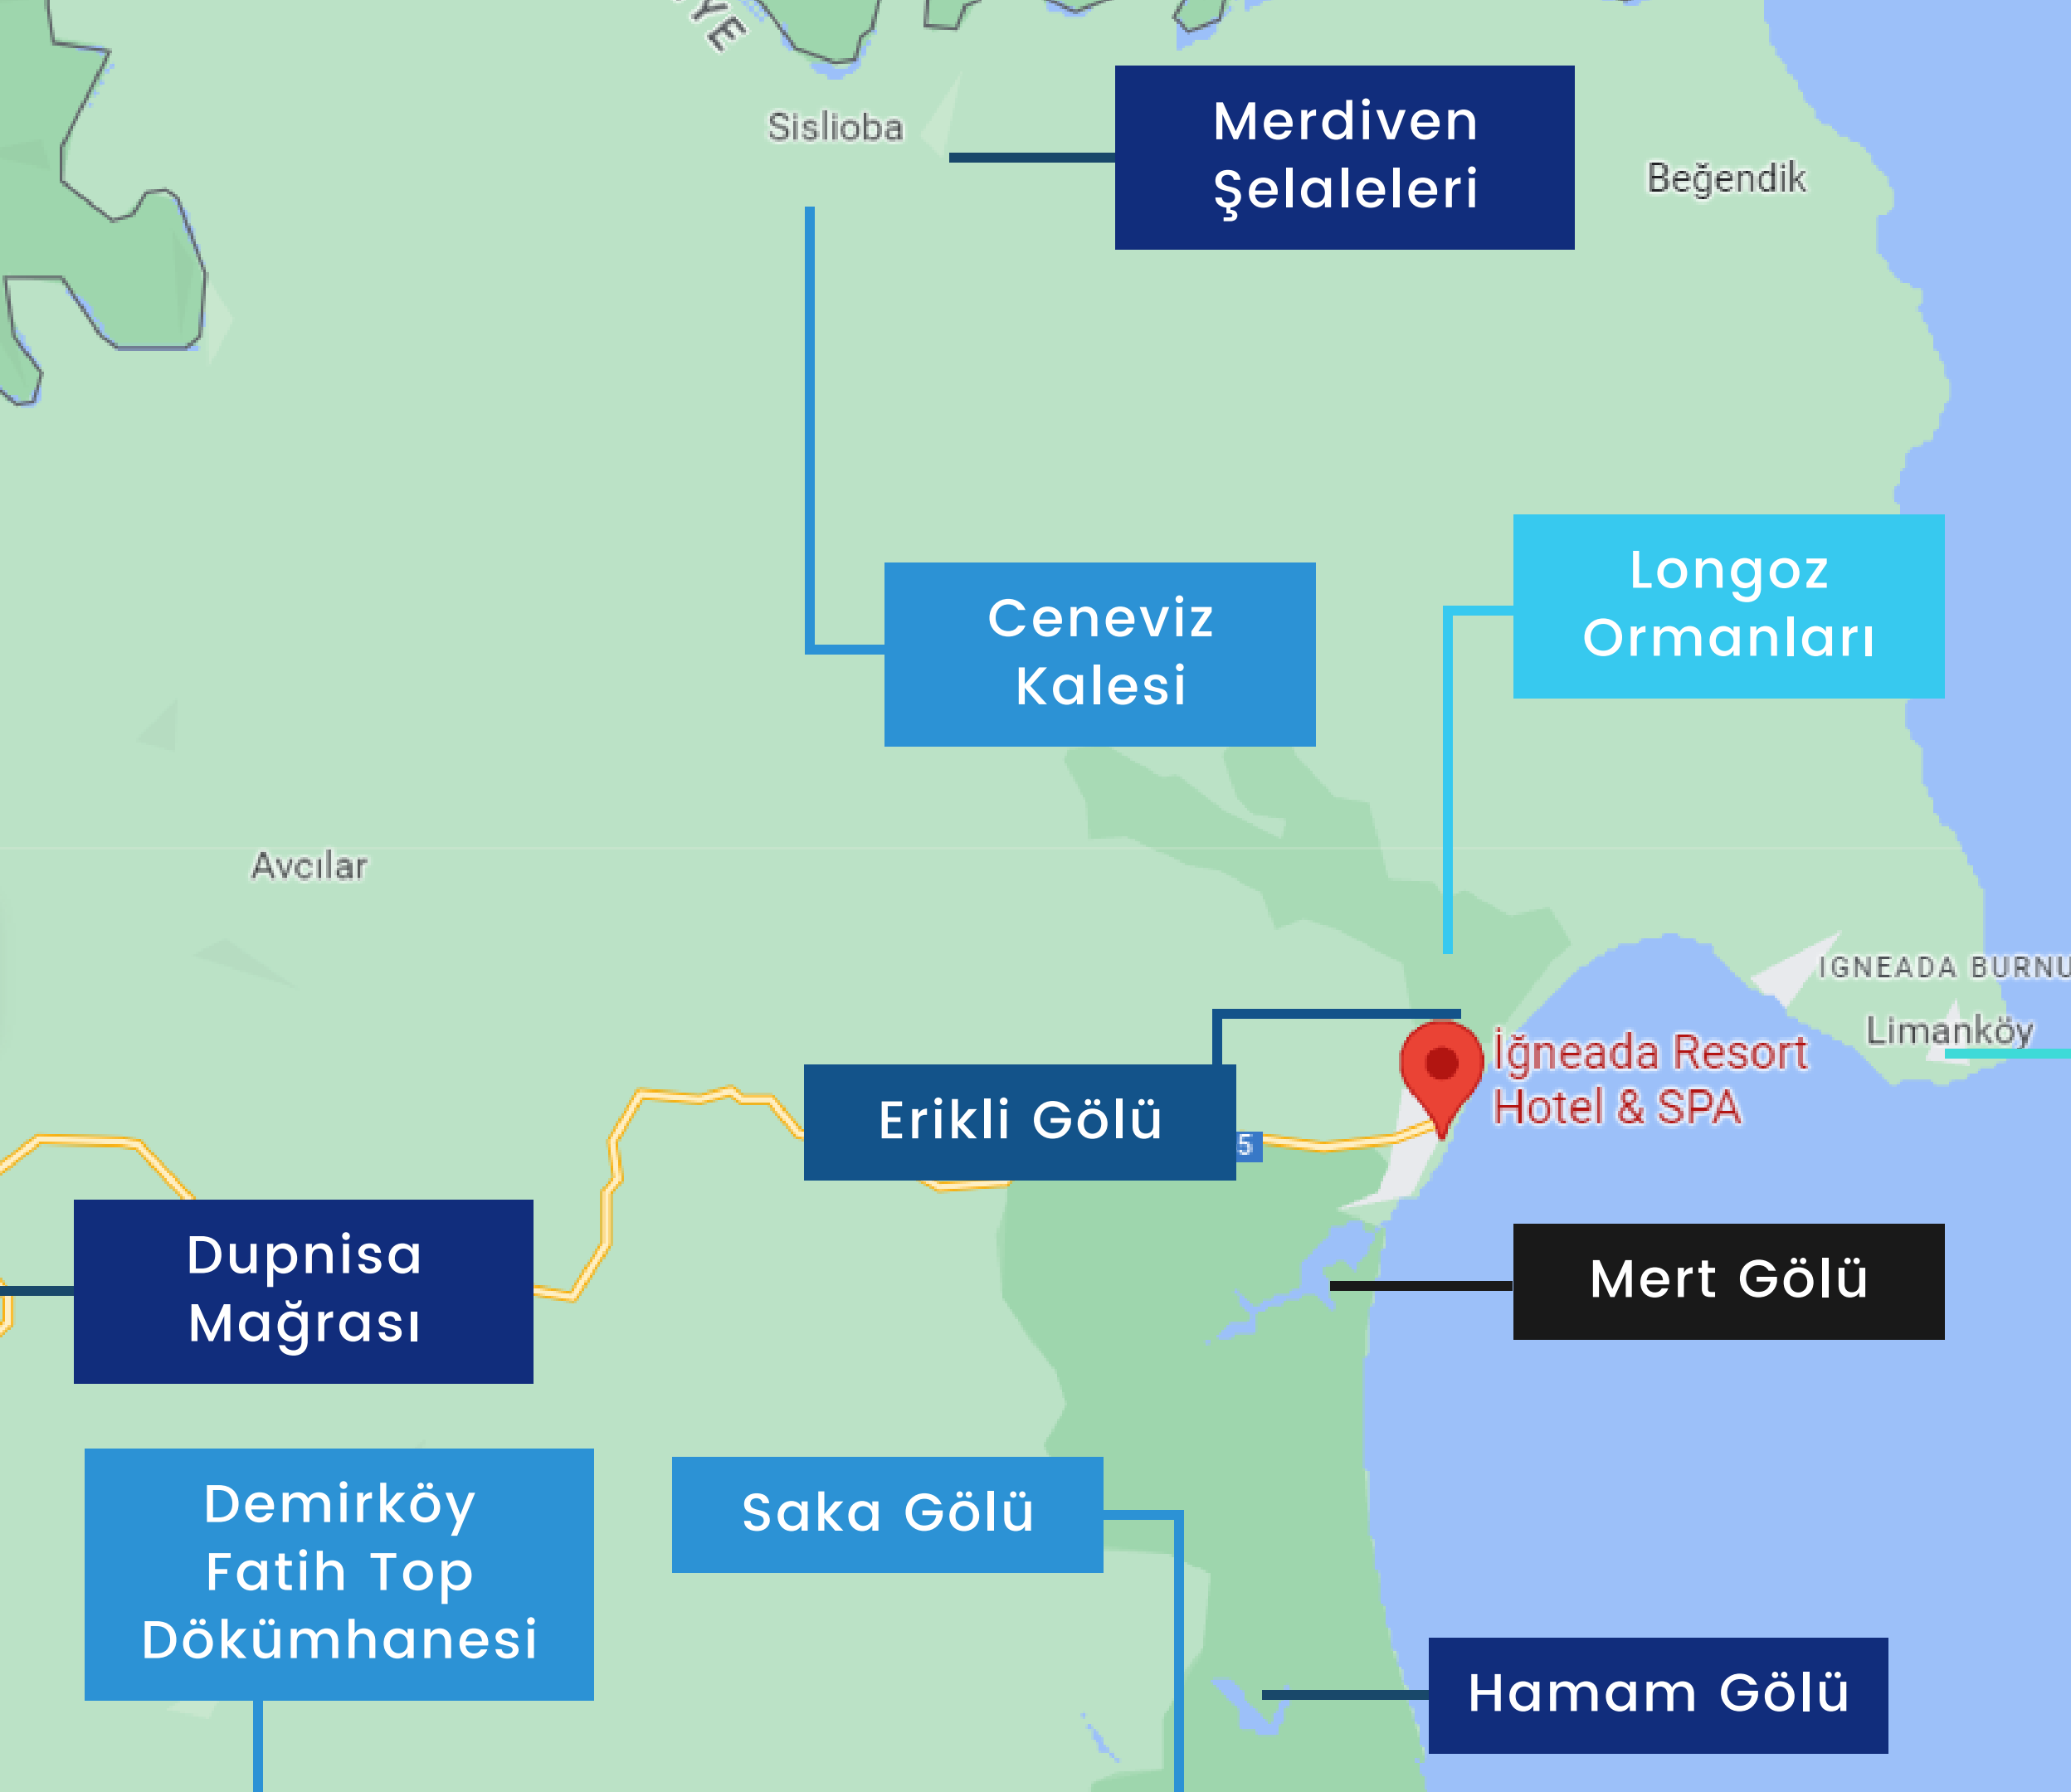 YE
Sislioba
Merdiven
Şelaleleri
Beğendik
Ceneviz
Kalesi
Longoz
Ormanları
Avcılar
IGNEADA BURNU
Limanköy
İğneada Resort
Hotel & SPA
Erikli Gölü
5
Dupnisa
Mağrası
Mert Gölü
Demirköy
Fatih Top
Dökümhanesi
Saka Gölü
Hamam Gölü